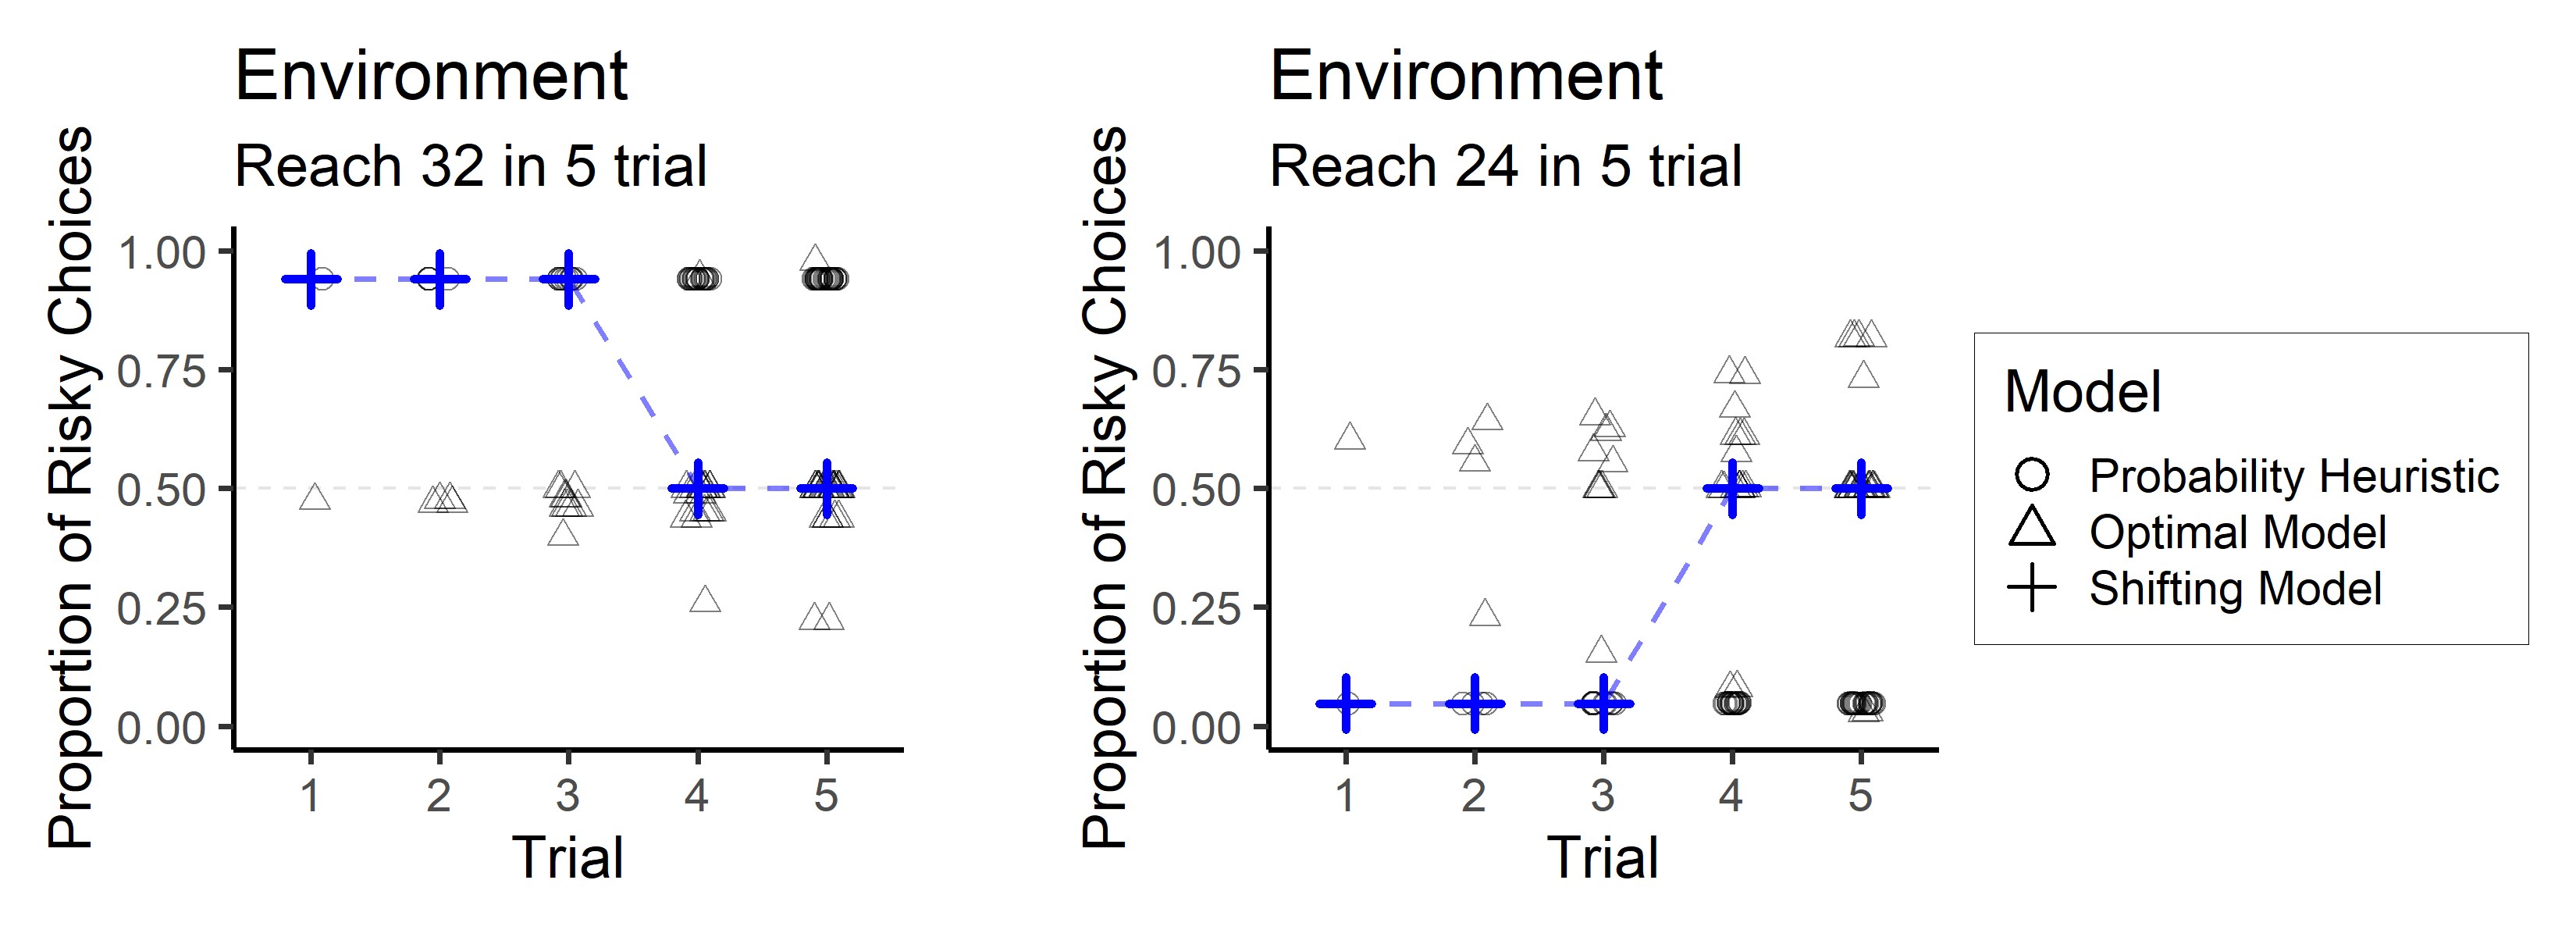 Environment
Reach 32 in 5 trial
Proportion of Risky Choices
1.00
0.75
0.50
0.25
0.00
1 2 3 4 5
Trial
Environment
Reach 24 in 5 trial
Proportion of Risky Choices
1.00
0.75
0.50
0.25
0.00
1 2 3 4 5
Trial
Model
Probability Heuristic
Optimal Model
Shifting Model